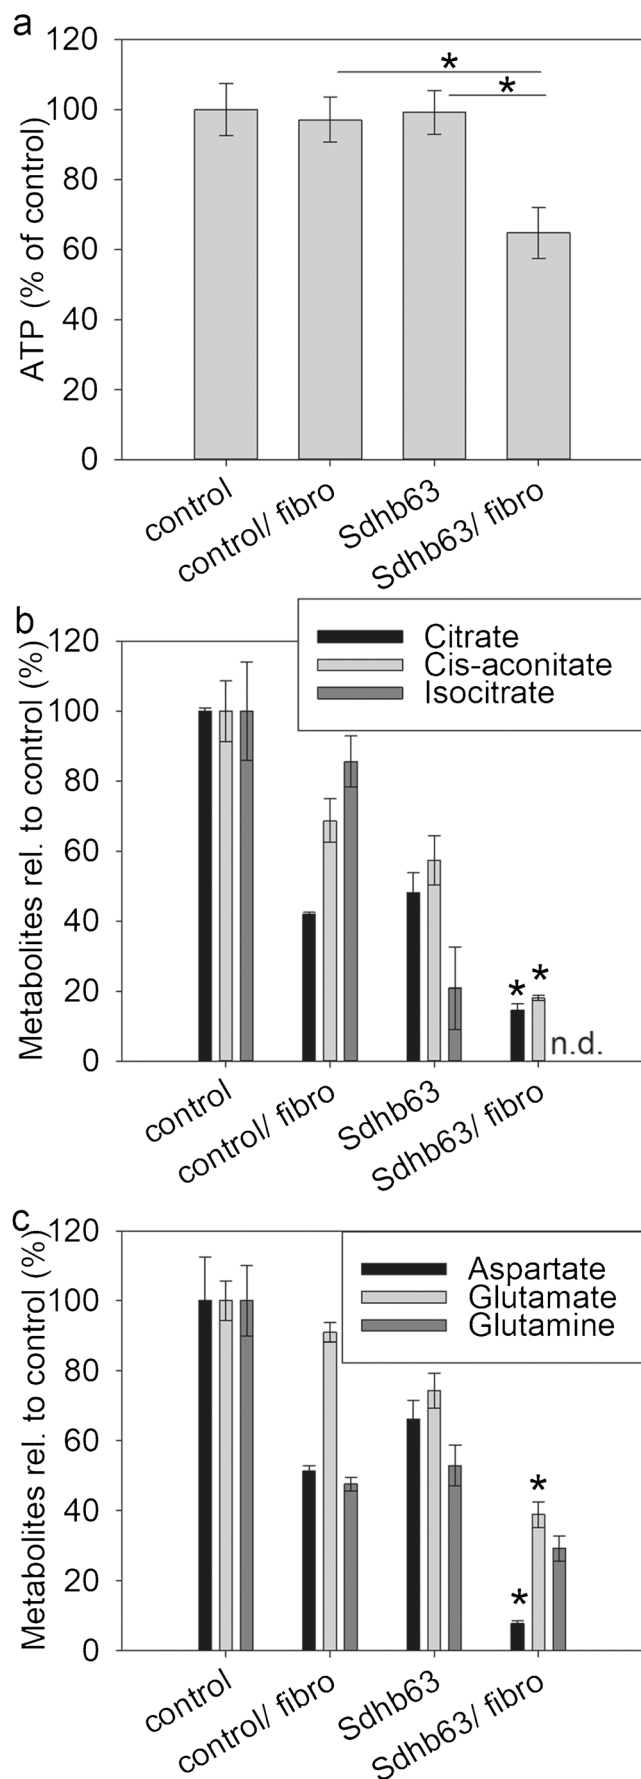 a
120
100
80
60
40
20
0
ATP (% of control)
*
*
control
control/ fibro
Sdhb63
Sdhb63/ fibro
b
120
100
80
60
40
20
0
Metabolites rel. to control (%)
Citrate
Cis-aconitate
Isocitrate
*
*
n.d.
control
control/ fibro
Sdhb63
Sdhb63/ fibro
c
120
100
80
60
40
20
0
Metabolites rel. to control (%)
Aspartate
Glutamate
Glutamine
*
*
control
control/ fibro
Sdhb63
Sdhb63/ fibro